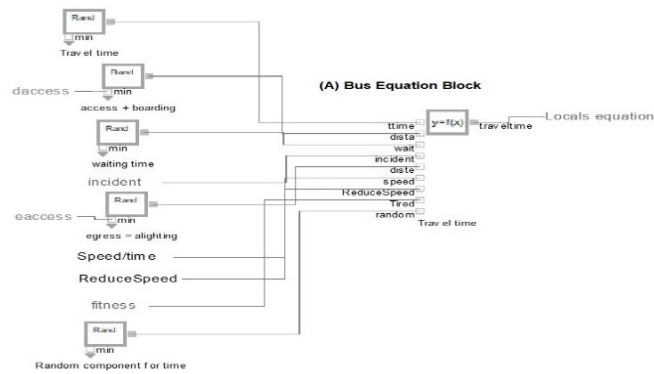 Rand
min
Travel time
Rand
daccess
min
access + boarding
(A) Bus Equation Block
Rand
min
waiting time
ttime
dista
wait
incident
diste
speed
ReduceSpeed
Tired
random
y=f(x)
traveltime
Locals equation
Travel time
incident
Rand
eaccess
min
egress - alighting
Speed/time
ReduceSpeed
fitness
Rand
min
Random component for time